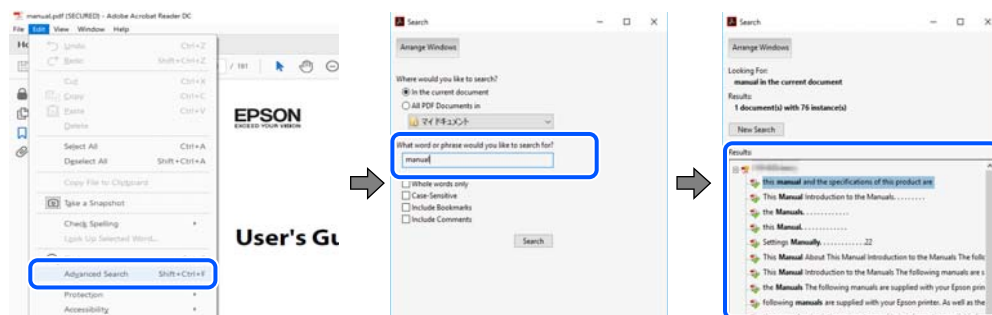 manual.pdf (SECURED) - Adobe Acrobat Reader DC
File Edit View Window Help
Undo Ctrl+Z
Redo Shift+Ctrl+Z
Cut Ctrl+X
Copy Ctrl+C
Paste Ctrl+V
Delete
Select All Ctrl+A
Deselect All Shift+Ctrl+A
Copy File to Clipboard
Take a Snapshot
Check Spelling
Look Up Selected Word...
Advanced Search Shift+Ctrl+F
Protection
Accessibility
/ 181
EPSON
EXCEED YOUR VISION
User's Gu
Search
Arrange Windows
Where would you like to search?
In the current document
All PDF Documents in
マイ ドキュメント
What word or phrase would you like to search for?
manual
Whole words only
Case-Sensitive
Include Bookmarks
Include Comments
Search
Search
Arrange Windows
Looking For:
manual in the current document
Results:
1 document(s) with 76 instance(s)
New Search
Results:
this manual and the specifications of this product are
This Manual Introduction to the Manuals.........
the Manuals.............
this Manual.............
Settings Manually.............22
This Manual About This Manual Introduction to the Manuals The follo
This Manual Introduction to the Manuals The following manuals are s
the Manuals The following manuals are supplied with your Epson prin
following manuals are supplied with your Epson printer. As well as the